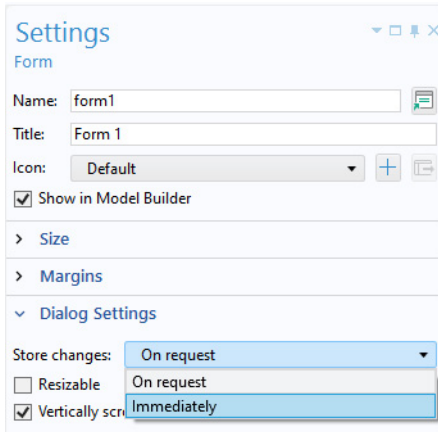 Settings
Form
Name: form1
Title: Form 1
Icon: Default
Show in Model Builder
Size
Margins
Dialog Settings
Store changes: On request
Resizable On request
Vertically Immediately